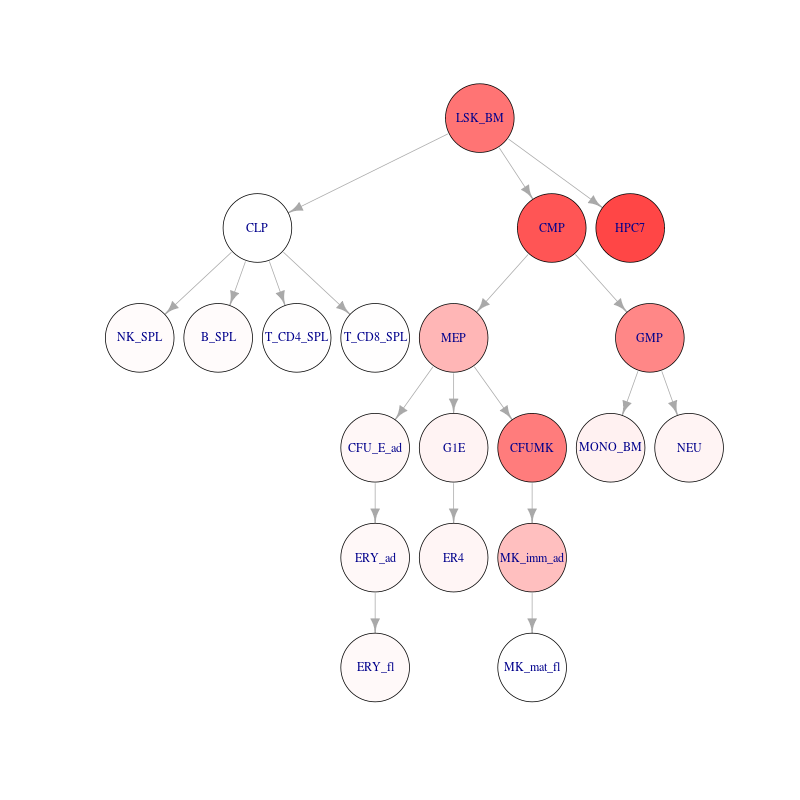 LSK_BM
CLP
CMP
HPC7
NK_SPL
B_SPL
T_CD4_SPL
T_CD8_SPL
MEP
GMP
CFU_E_ad
G1E
CFUMK
MONO_BM
NEU
ERY_ad
ER4
MK_imm_ad
ERY_fl
MK_mat_fl